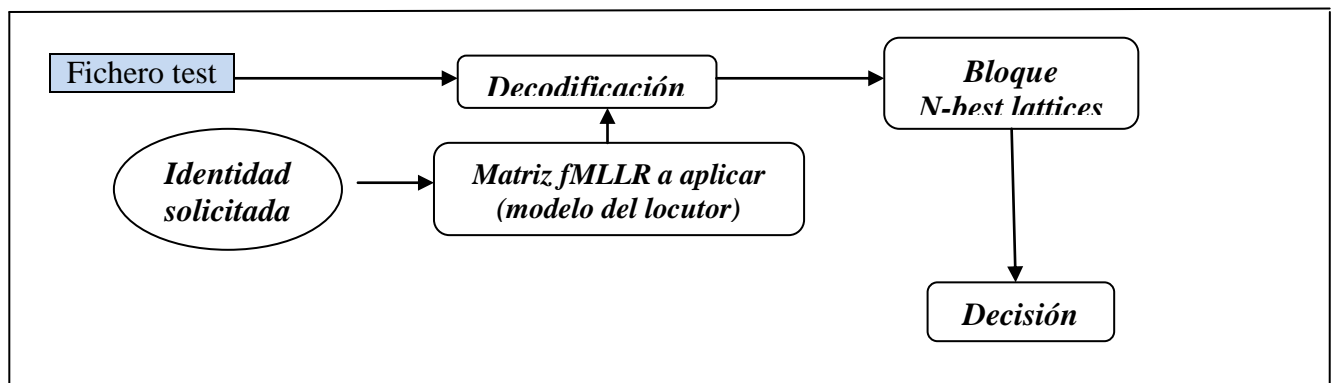 Fichero test
Decodificación
Bloque
N-best lattices
Identidad
solicitada
Matriz fMLLR a aplicar
(modelo del locutor)
Decisión